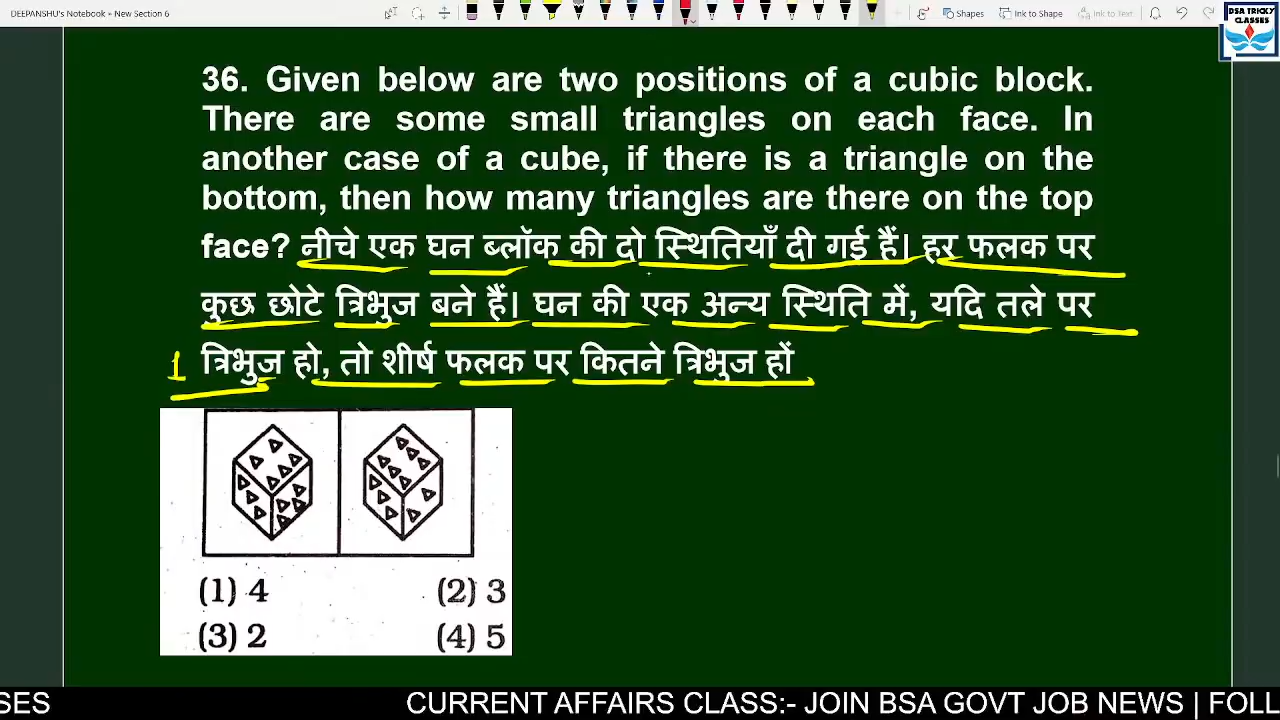 DEEPANSHU's Notebook » New Section 6
Shapes
Ink to Shape
Ink to Text
BSA TRICKY
CLASSES
36. Given below are two positions of a cubic block.
There are some small triangles on each face. In
another case of a cube, if there is a triangle on the
bottom, then how many triangles are there on the top
face? नीचे एक घन ब्लॉक की दो स्थितियाँ दी गई हैं। हर फलक पर
कुछ छोटे त्रिभुज बने हैं। घन की एक अन्य स्थिति में, यदि तले पर
1 त्रिभुज हो, तो शीर्ष फलक पर कितने त्रिभुज हों
(1) 4 (2) 3
(3) 2 (4) 5
SES CURRENT AFFAIRS CLASS:- JOIN BSA GOVT JOB NEWS | FOLL